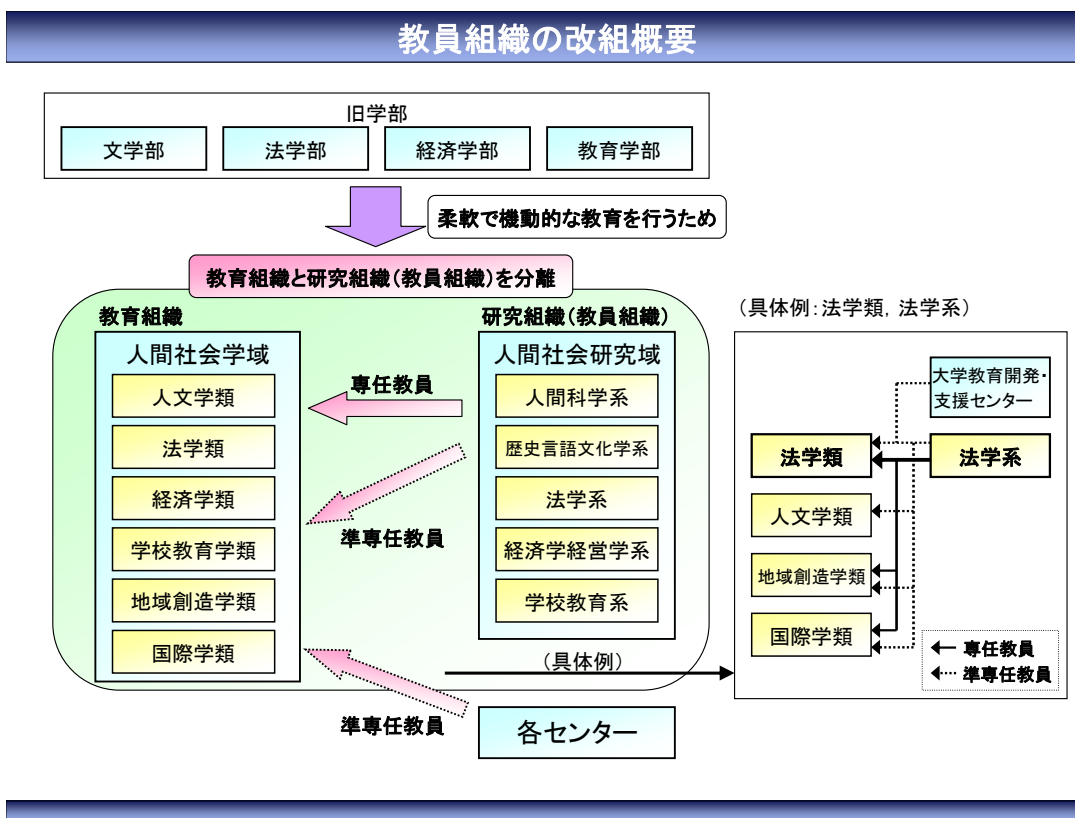 教員組織の改組概要
旧学部
文学部
法学部
経済学部
教育学部
柔軟で機動的な教育を行うため
教育組織と研究組織(教員組織)を分離
教育組織
人間社会学域
人文学類
法学類
経済学類
学校教育学類
地域創造学類
国際学類
専任教員
準専任教員
準専任教員
研究組織(教員組織)
人間社会研究域
人間科学系
歴史言語文化学系
法学系
経済学経営学系
学校教育系
(具体例)
各センター
(具体例:法学類,法学系)
大学教育開発・
支援センター
法学類
法学系
人文学類
地域創造学類
国際学類
専任教員
準専任教員